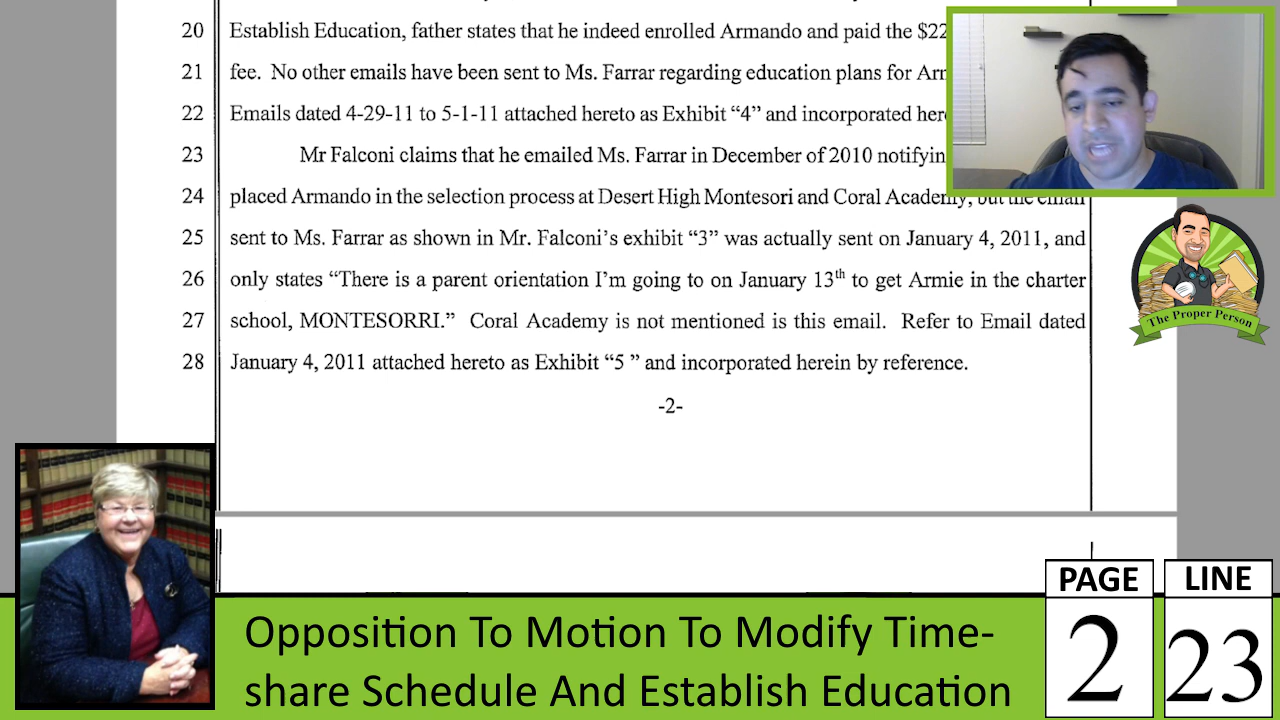 20 Establish Education, father states that he indeed enrolled Armando and paid the $22
21 fee. No other emails have been sent to Ms. Farrar regarding education plans for
22 Emails dated 4-29-11 to 5-1-11 attached hereto as Exhibit “4” and incorporated
23 Mr Falconi claims that he emailed Ms. Farrar in December of 2010
24 placed Armando in the selection process at Desert High Montesori and Coral Academy, but the email
25 sent to Ms. Farrar as shown in Mr. Falconi’s exhibit “3” was actually sent on January 4, 2011, and
26 only states “There is a parent orientation I’m going to on January 13th to get Armie in the charter
27 school, MONTESORRI.” Coral Academy is not mentioned is this email. Refer to Email dated
28 January 4, 2011 attached hereto as Exhibit “5 ” and incorporated herein by reference.
-2-
The Proper Person
PAGE
2
LINE
23
Opposition To Motion To Modify Time-
share Schedule And Establish Education